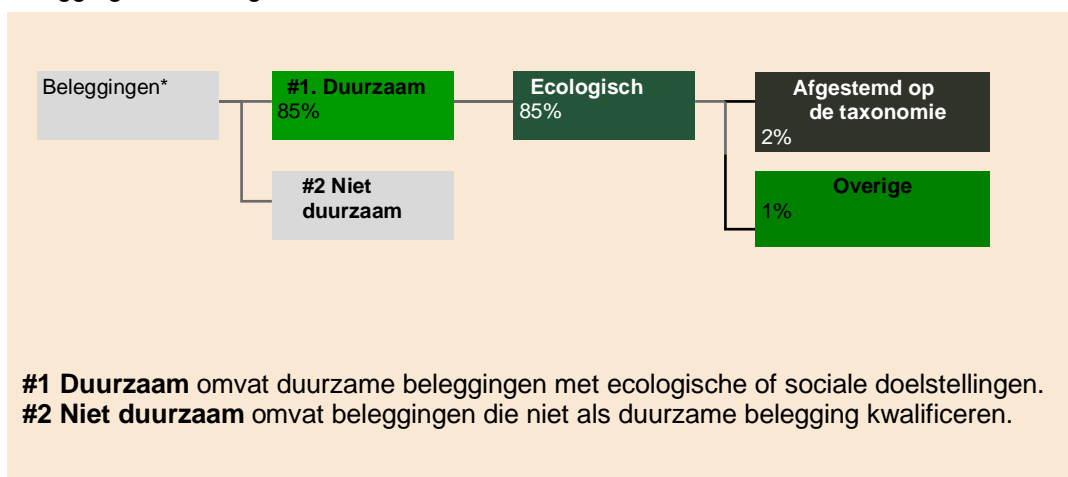 Beleggingen*
#1. Duurzaam
85%
Ecologisch
85%
Afgestemd op
de taxonomie
2%
#2 Niet
duurzaam
Overige
1%
#1 Duurzaam omvat duurzame beleggingen met ecologische of sociale doelstellingen.
#2 Niet duurzaam omvat beleggingen die niet als duurzame belegging kwalificeren.